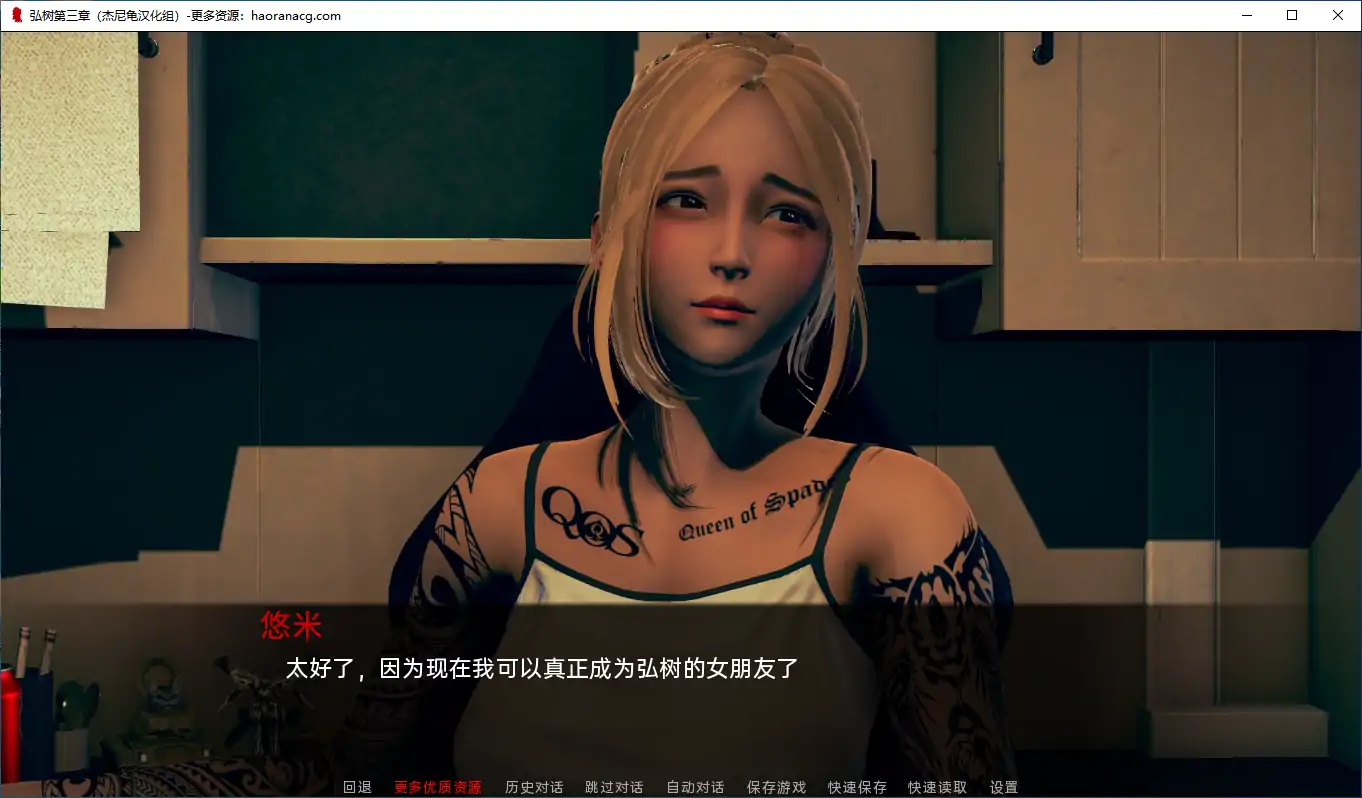 弘树第三章（杰尼龟汉化组）-更多资源：haoranacg.com
QOS
Queen of Spade
悠米
太好了，因为现在我可以真正成为弘树的女朋友了
回退 更多优质资源 历史对话 跳过对话 自动对话 保存游戏 快速保存 快速读取 设置